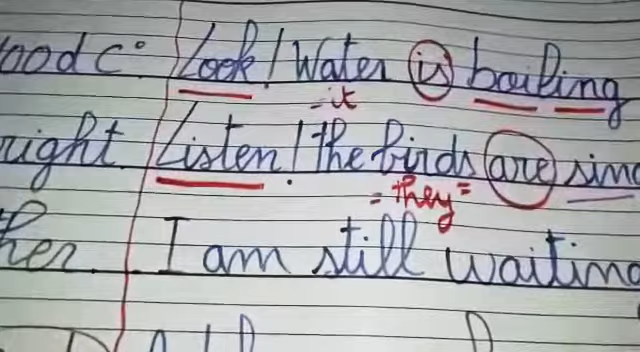 ood c: Look! Water is boiling
= it
right Listen! The birds are sing
= they =
her I am still waiting